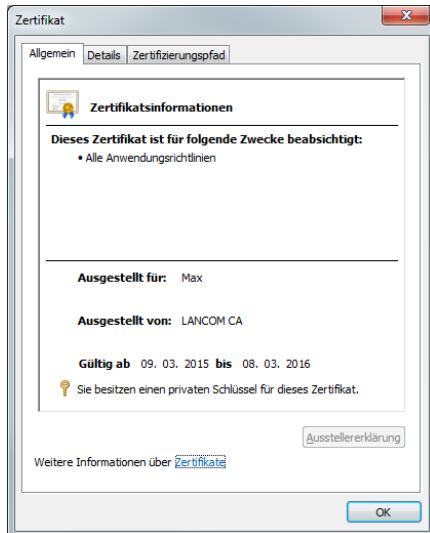 Zertifikat
Allgemein Details Zertifizierungspfad
Zertifikatsinformationen
Dieses Zertifikat ist für folgende Zwecke beabsichtigt:
• Alle Anwendungsrichtlinien
Ausgestellt für: Max
Ausgestellt von: LANCOM CA
Gültig ab 09. 03. 2015 bis 08. 03. 2016
Sie besitzen einen privaten Schlüssel für dieses Zertifikat.
Ausstellererklärung
Weitere Informationen über Zertifikate
OK